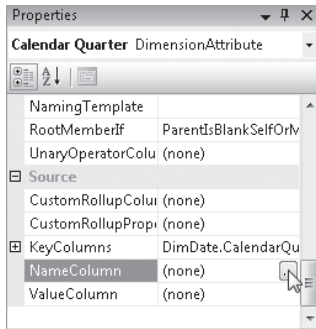 Properties
Calendar Quarter DimensionAttribute
NamingTemplate
RootMemberIf ParentIsBlankSelfOrM
UnaryOperatorColu (none)
Source
CustomRollupColu (none)
CustomRollupProp (none)
KeyColumns DimDate.CalendarQu
NameColumn (none)
ValueColumn (none)